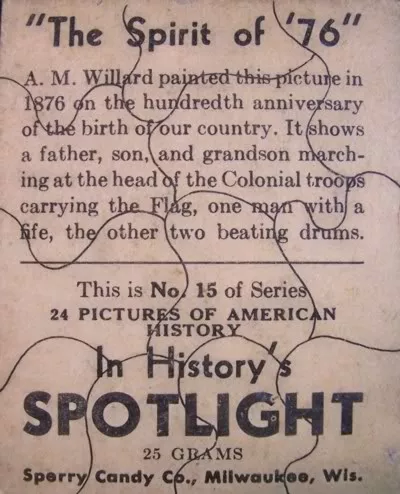 "The Spirit of '76"
A. M. Willard painted this picture in
1876 on the hundredth anniversary
of the birth of our country. It shows
a father, son, and grandson march-
ing at the head of the Colonial troops
carrying the Flag, one man with a
fife, the other two beating drums.
This is No. 15 of Series
24 PICTURES OF AMERICAN
HISTORY
In History's
SPOTLIGHT
25 GRAMS
Sperry Candy Co., Milwaukee, Wis.